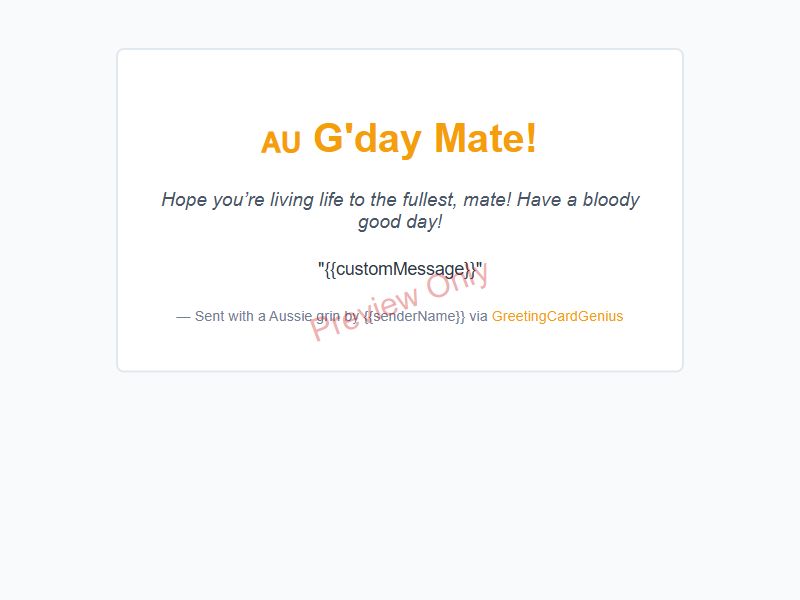 AU G'day Mate!
Hope you’re living life to the fullest, mate! Have a bloody
good day!
"{{customMessage}}"
Preview Only
— Sent with a Aussie grin by {{senderName}} via GreetingCardGenius